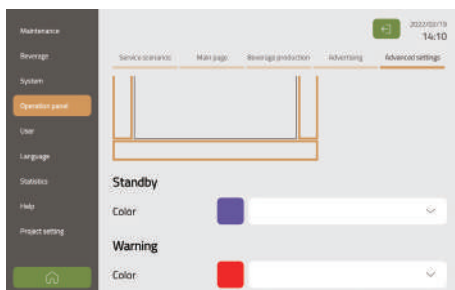 Maintenance
2022/02/19
14:10
Beverage
Service scenarios Main page Beverage production Advertising Advanced settings
System
Operation panel
User
Language
Statistics
Standby
Help
Color
Project setting
Warning
Color